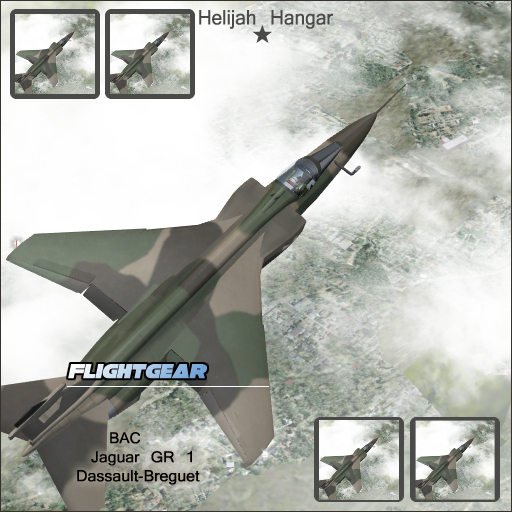 Helijah Hangar
FLIGHTGEAR
BAC
Jaguar GR 1
Dassault-Breguet